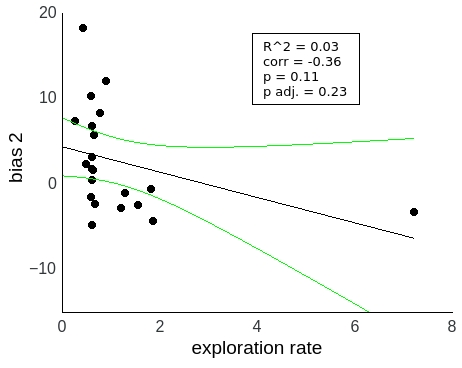 20
10
0
−10
bias 2
R^2 = 0.03
corr = -0.36
p = 0.11
p adj. = 0.23
0 2 4 6 8
exploration rate